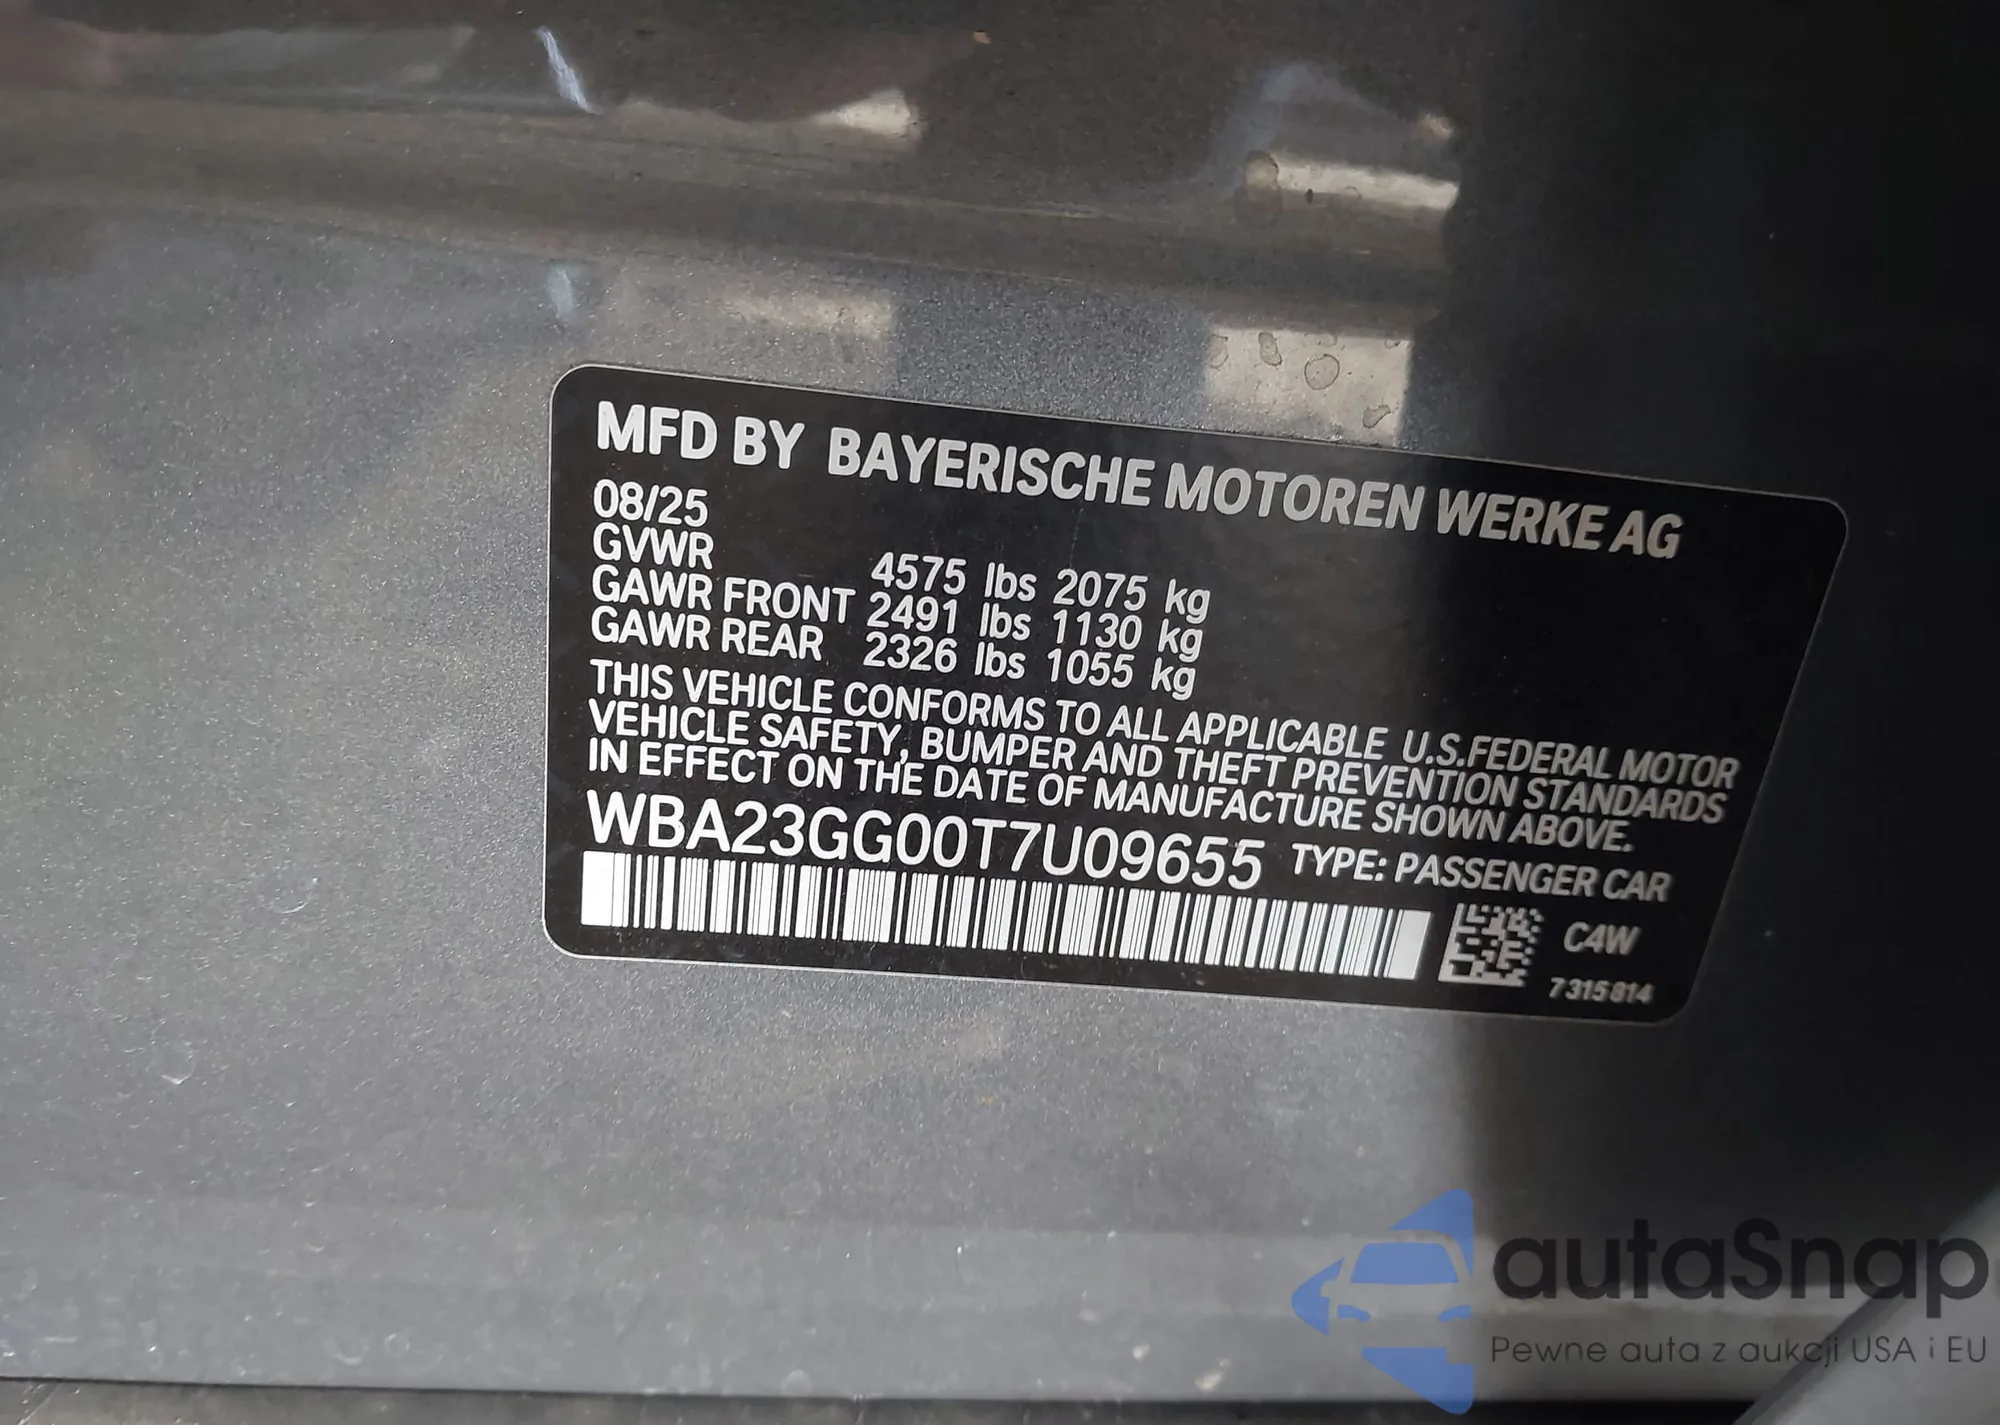 MFD BY BAYERISCHE MOTOREN WERKE AG
08/25
GVWR 4575 lbs 2075 kg
GAWR FRONT 2491 lbs 1130 kg
GAWR REAR 2326 lbs 1055 kg
THIS VEHICLE CONFORMS TO ALL APPLICABLE U.S.FEDERAL MOTOR
VEHICLE SAFETY, BUMPER AND THEFT PREVENTION STANDARDS
IN EFFECT ON THE DATE OF MANUFACTURE SHOWN ABOVE.
WBA23GG00T7U09655 TYPE: PASSENGER CAR
C4W
7315814
autaSnap
Pewne auta z aukcji USA i EU